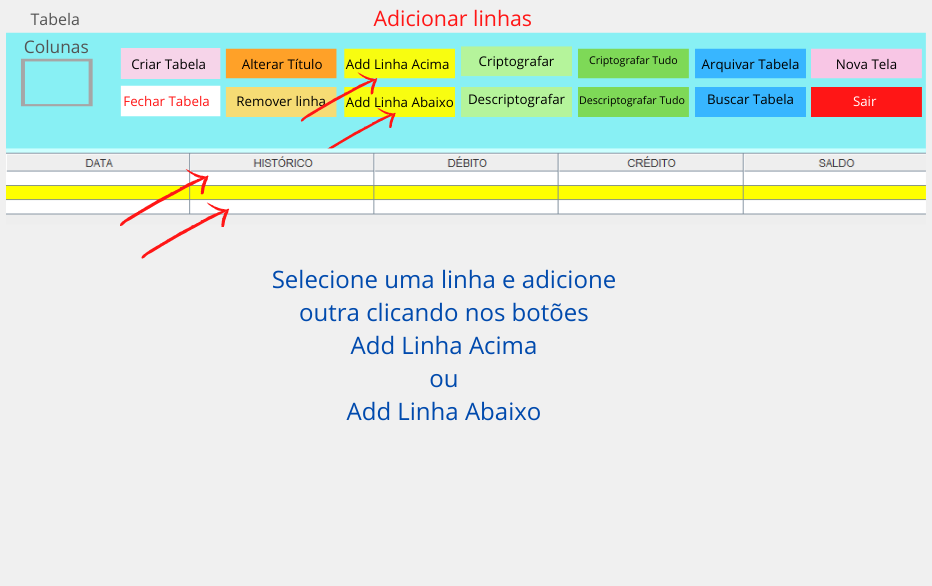 Tabela
Adicionar linhas
Colunas
Criar Tabela
Alterar Título
Add Linha Acima
Criptografar
Criptografar Tudo
Arquivar Tabela
Nova Tela
Fechar Tabela
Remover linha
Add Linha Abaixo
Descriptografar
Descriptografar Tudo
Buscar Tabela
Sair
DATA
HISTÓRICO
DÉBITO
CRÉDITO
SALDO
Selecione uma linha e adicione
outra clicando nos botões
Add Linha Acima
ou
Add Linha Abaixo